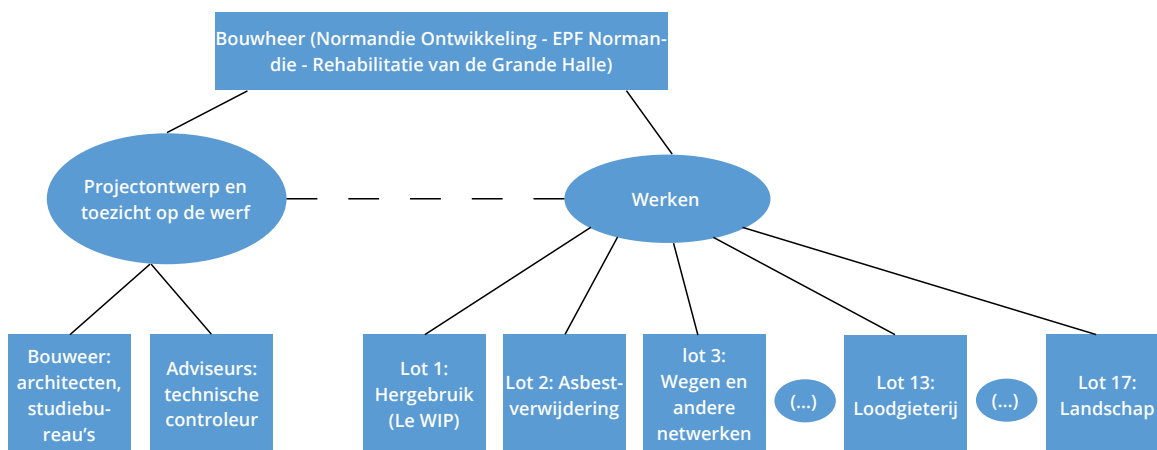 Bouwheer (Normandie Ontwikkeling - EPF Norman-
die - Rehabilitatie van de Grande Halle)
Projectontwerp en
toezicht op de werf
Werken
Bouweer:
architecten,
studiebu-
reau's
Adviseurs:
technische
controleur
Lot 1:
Hergebruik
(Le WIP)
Lot 2: Asbest-
verwijdering
lot 3:
Wegen en
andere
netwerken
(...)
Lot 13:
Loodgieterij
(...)
Lot 17:
Landschap